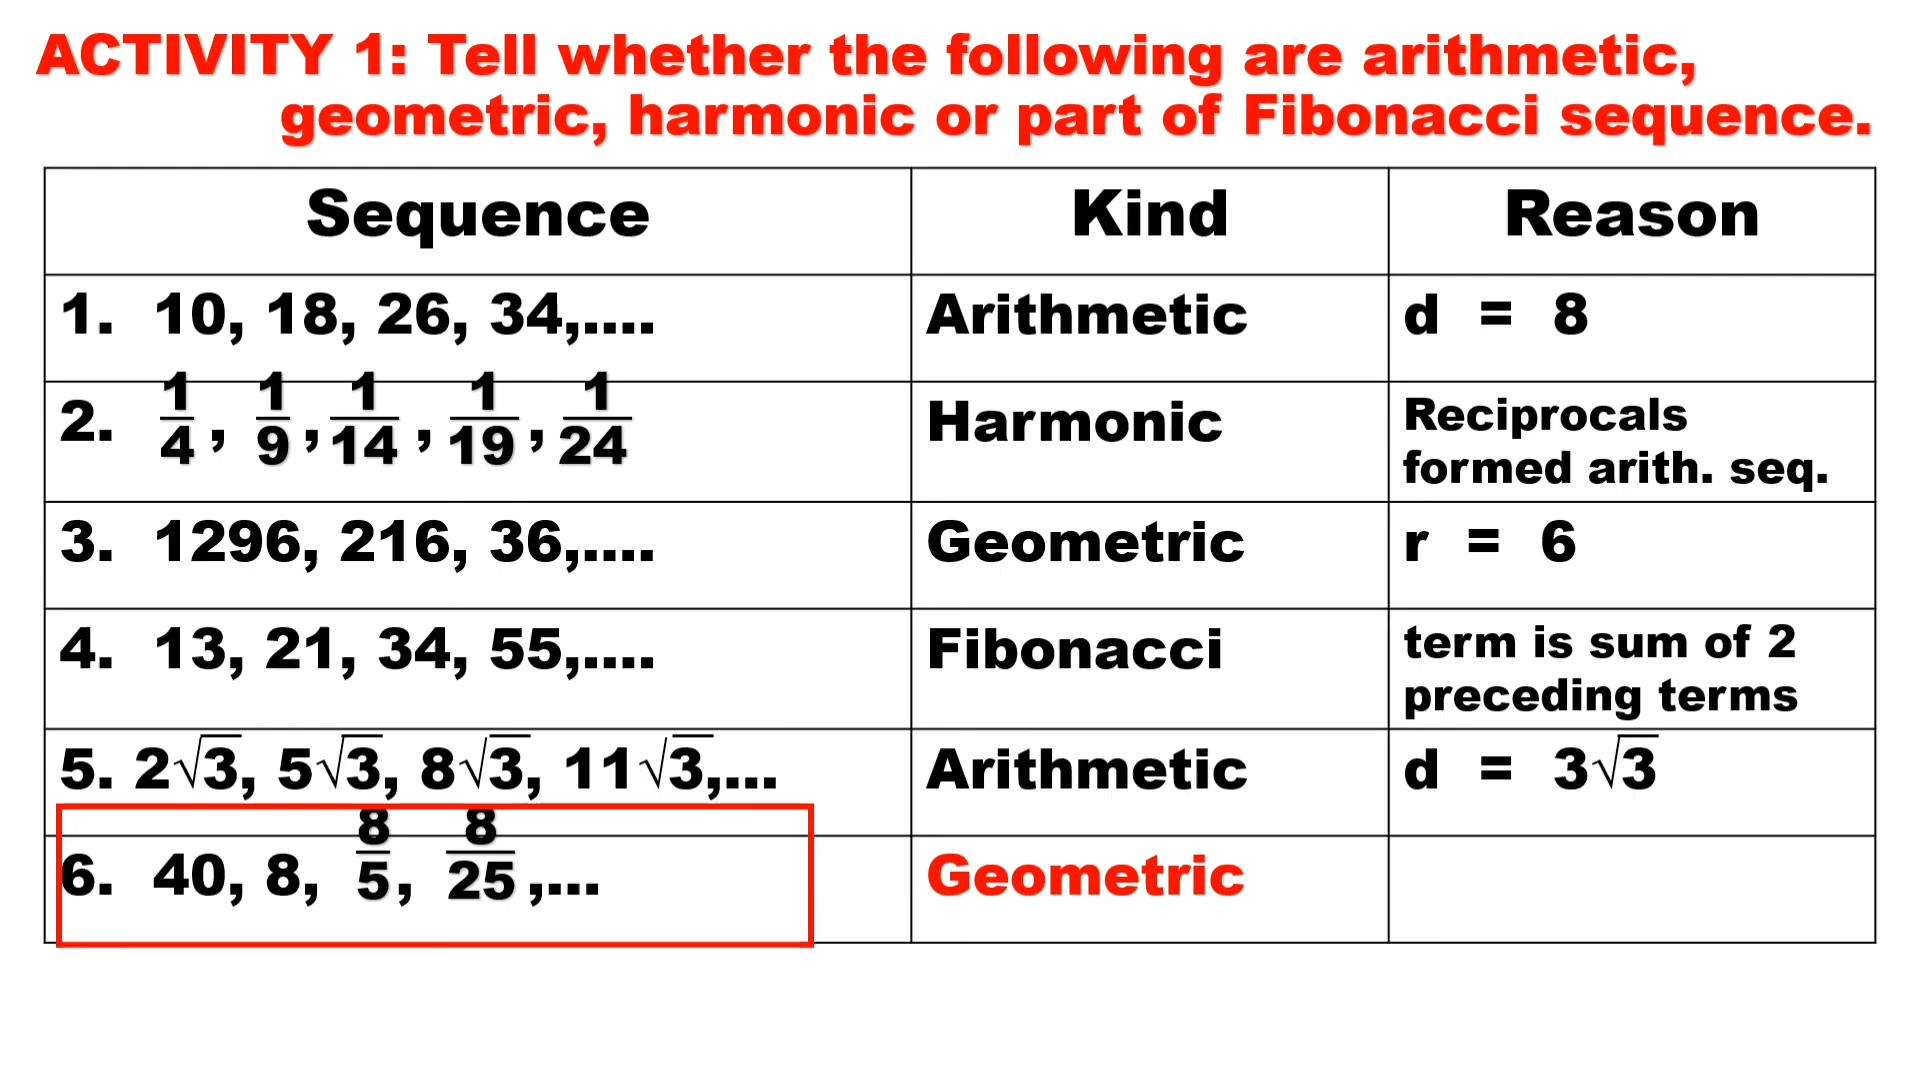 ACTIVITY 1: Tell whether the following are arithmetic,
geometric, harmonic or part of Fibonacci sequence.
Sequence Kind Reason
1. 10, 18, 26, 34,.... Arithmetic d = 8
2. 1/4 , 1/9 , 1/14 , 1/19 , 1/24 Harmonic Reciprocals
formed arith. seq.
3. 1296, 216, 36,.... Geometric r = 6
4. 13, 21, 34, 55,.... Fibonacci term is sum of 2
preceding terms
5. 2√3, 5√3, 8√3, 11√3,... Arithmetic d = 3√3
6. 40, 8, 8/5, 8/25 ,... Geometric